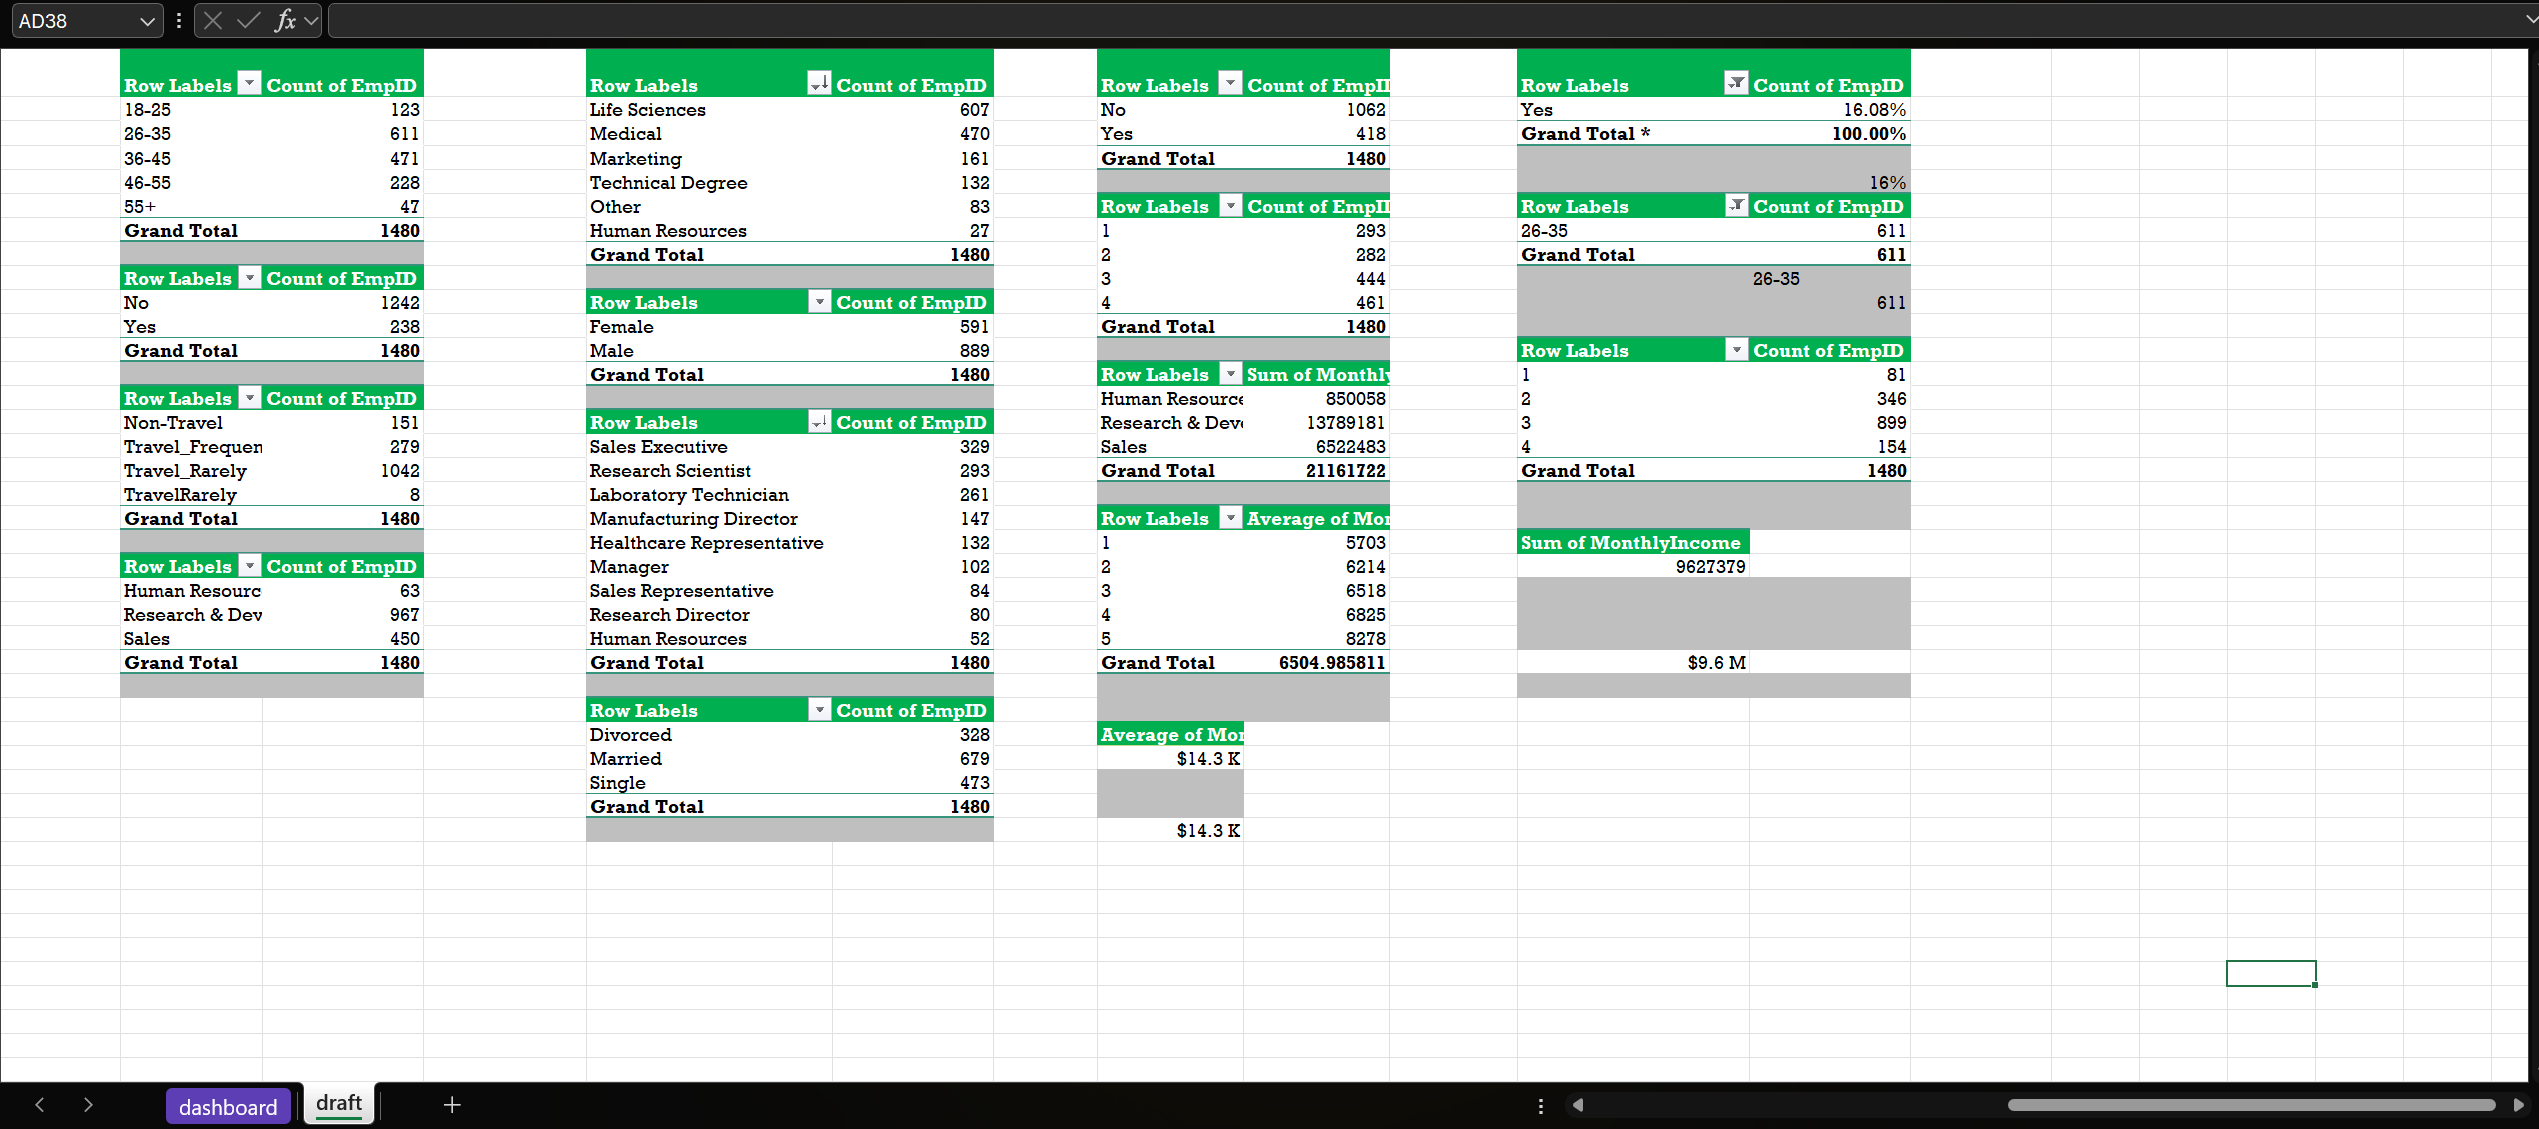 AD38
fx
Row Labels Count of EmpID
18-25 123
26-35 611
36-45 471
46-55 228
55+ 47
Grand Total 1480
Row Labels Count of EmpID
No 1242
Yes 238
Grand Total 1480
Row Labels Count of EmpID
Non-Travel 151
Travel_Frequen 279
Travel_Rarely 1042
TravelRarely 8
Grand Total 1480
Row Labels Count of EmpID
Human Resourc 63
Research & Dev 967
Sales 450
Grand Total 1480
Row Labels Count of EmpID
Life Sciences 607
Medical 470
Marketing 161
Technical Degree 132
Other 83
Human Resources 27
Grand Total 1480
Row Labels Count of EmpID
Female 591
Male 889
Grand Total 1480
Row Labels Count of EmpID
Sales Executive 329
Research Scientist 293
Laboratory Technician 261
Manufacturing Director 147
Healthcare Representative 132
Manager 102
Sales Representative 84
Research Director 80
Human Resources 52
Grand Total 1480
Row Labels Count of EmpID
Divorced 328
Married 679
Single 473
Grand Total 1480
Row Labels Count of EmpI
No 1062
Yes 418
Grand Total 1480
Row Labels Count of EmpI
1 293
2 282
3 444
4 461
Grand Total 1480
Row Labels Sum of Monthly
Human Resource 850058
Research & Deve 13789181
Sales 6522483
Grand Total 21161722
Row Labels Average of Mon
1 5703
2 6214
3 6518
4 6825
5 8278
Grand Total 6504.985811
Average of Mon
$14.3 K
$14.3 K
Row Labels Count of EmpID
Yes 16.08%
Grand Total * 100.00%
16%
Row Labels Count of EmpID
26-35 611
Grand Total 611
26-35
611
Row Labels Count of EmpID
1 81
2 346
3 899
4 154
Grand Total 1480
Sum of MonthlyIncome
9627379
$9.6 M
dashboard draft